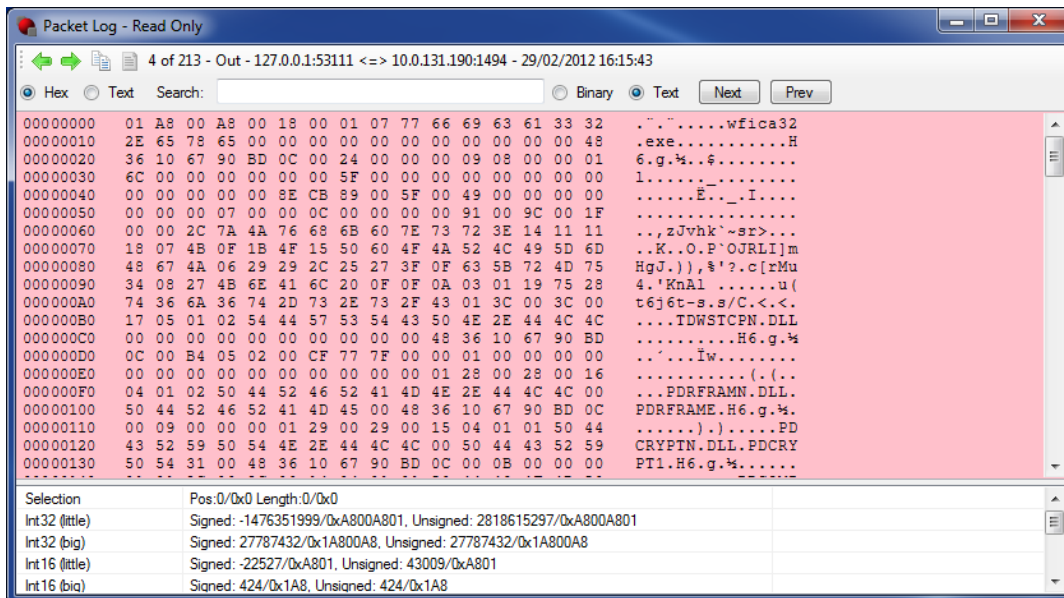 Packet Log - Read Only
4 of 213 - Out - 127.0.0.1:53111 <=> 10.0.131.190:1494 - 29/02/2012 16:15:43
Hex Text Search: Binary Text Next Prev
00000000 01 A8 00 A8 00 18 00 01 07 77 66 69 63 61 33 32 .¨.¨.....wfica32
00000010 2E 65 78 65 00 00 00 00 00 00 00 00 00 00 00 48 .exe...........H
00000020 36 10 67 90 BD 0C 00 24 00 00 00 09 08 00 00 01 6.g.½..$........
00000030 6C 00 00 00 00 00 00 5F 00 00 00 00 00 00 00 00 l......_........
00000040 00 00 00 00 00 8E CB 89 00 5F 00 49 00 00 00 00 ......Ë.._.I....
00000050 00 00 00 07 00 00 0C 00 00 00 00 91 00 9C 00 1F ................
00000060 00 00 2C 7A 4A 76 68 6B 60 7E 73 72 3E 14 11 11 ..,zJvhk`~sr>...
00000070 18 07 4B 0F 1B 4F 15 50 60 4F 4A 52 4C 49 5D 6D ..K..O.P`OJRLI]m
00000080 48 67 4A 06 29 29 2C 25 27 3F 0F 63 5B 72 4D 75 HgJ.)),%'?.c[rMu
00000090 34 08 27 4B 6E 41 6C 20 0F 0F 0A 03 01 19 75 28 4.'KnAl ......u(
000000A0 74 36 6A 36 74 2D 73 2E 73 2F 43 01 3C 00 3C 00 t6j6t-s.s/C.<.<.
000000B0 17 05 01 02 54 44 57 53 54 43 50 4E 2E 44 4C 4C ....TDWSTCPN.DLL
000000C0 00 00 00 00 00 00 00 00 00 00 48 36 10 67 90 BD ..........H6.g.½
000000D0 0C 00 B4 05 02 00 CF 77 7F 00 00 01 00 00 00 00 ..´...Ïw........
000000E0 00 00 00 00 00 00 00 00 00 00 01 28 00 28 00 16 ...........(.(..
000000F0 04 01 02 50 44 52 46 52 41 4D 4E 2E 44 4C 4C 00 ...PDRFRAMN.DLL.
00000100 50 44 52 46 52 41 4D 45 00 48 36 10 67 90 BD 0C PDRFRAME.H6.g.½.
00000110 00 09 00 00 00 01 29 00 29 00 15 04 01 01 50 44 ......).).....PD
00000120 43 52 59 50 54 4E 2E 44 4C 4C 00 50 44 43 52 59 CRYPTN.DLL.PDCRY
00000130 50 54 31 00 48 36 10 67 90 BD 0C 00 0B 00 00 00 PT1.H6.g.½......
Selection Pos:0/0x0 Length:0/0x0
Int32 (little) Signed: -1476351999/0xA800A801, Unsigned: 2818615297/0xA800A801
Int32 (big) Signed: 27787432/0x1A800A8, Unsigned: 27787432/0x1A800A8
Int16 (little) Signed: -22527/0xA801, Unsigned: 43009/0xA801
Int16 (big) Signed: 424/0x1A8, Unsigned: 424/0x1A8